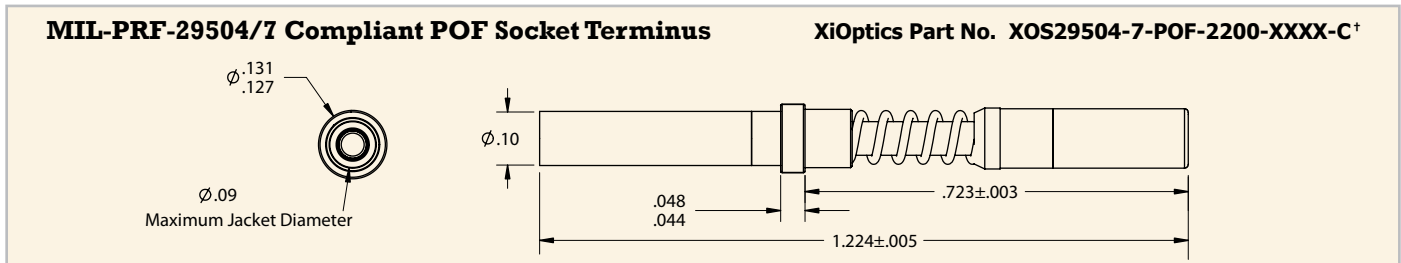 MIL-PRF-29504/7 Compliant POF Socket Terminus
XiOptics Part No. XOS29504-7-POF-2200-XXXX-C†
Ø.131
.127
Ø.10
Ø.09
Maximum Jacket Diameter
.048
.044
.723±.003
1.224±.005